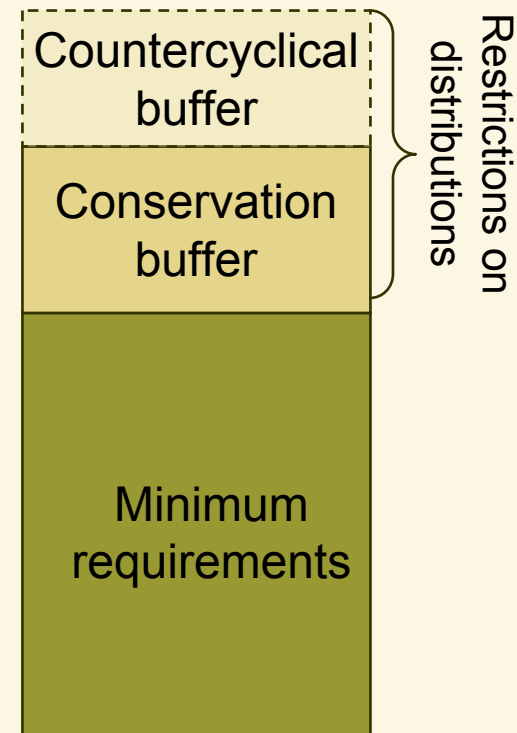 Countercyclical
buffer
Conservation
buffer
Minimum
requirements
Restrictions on
distributions